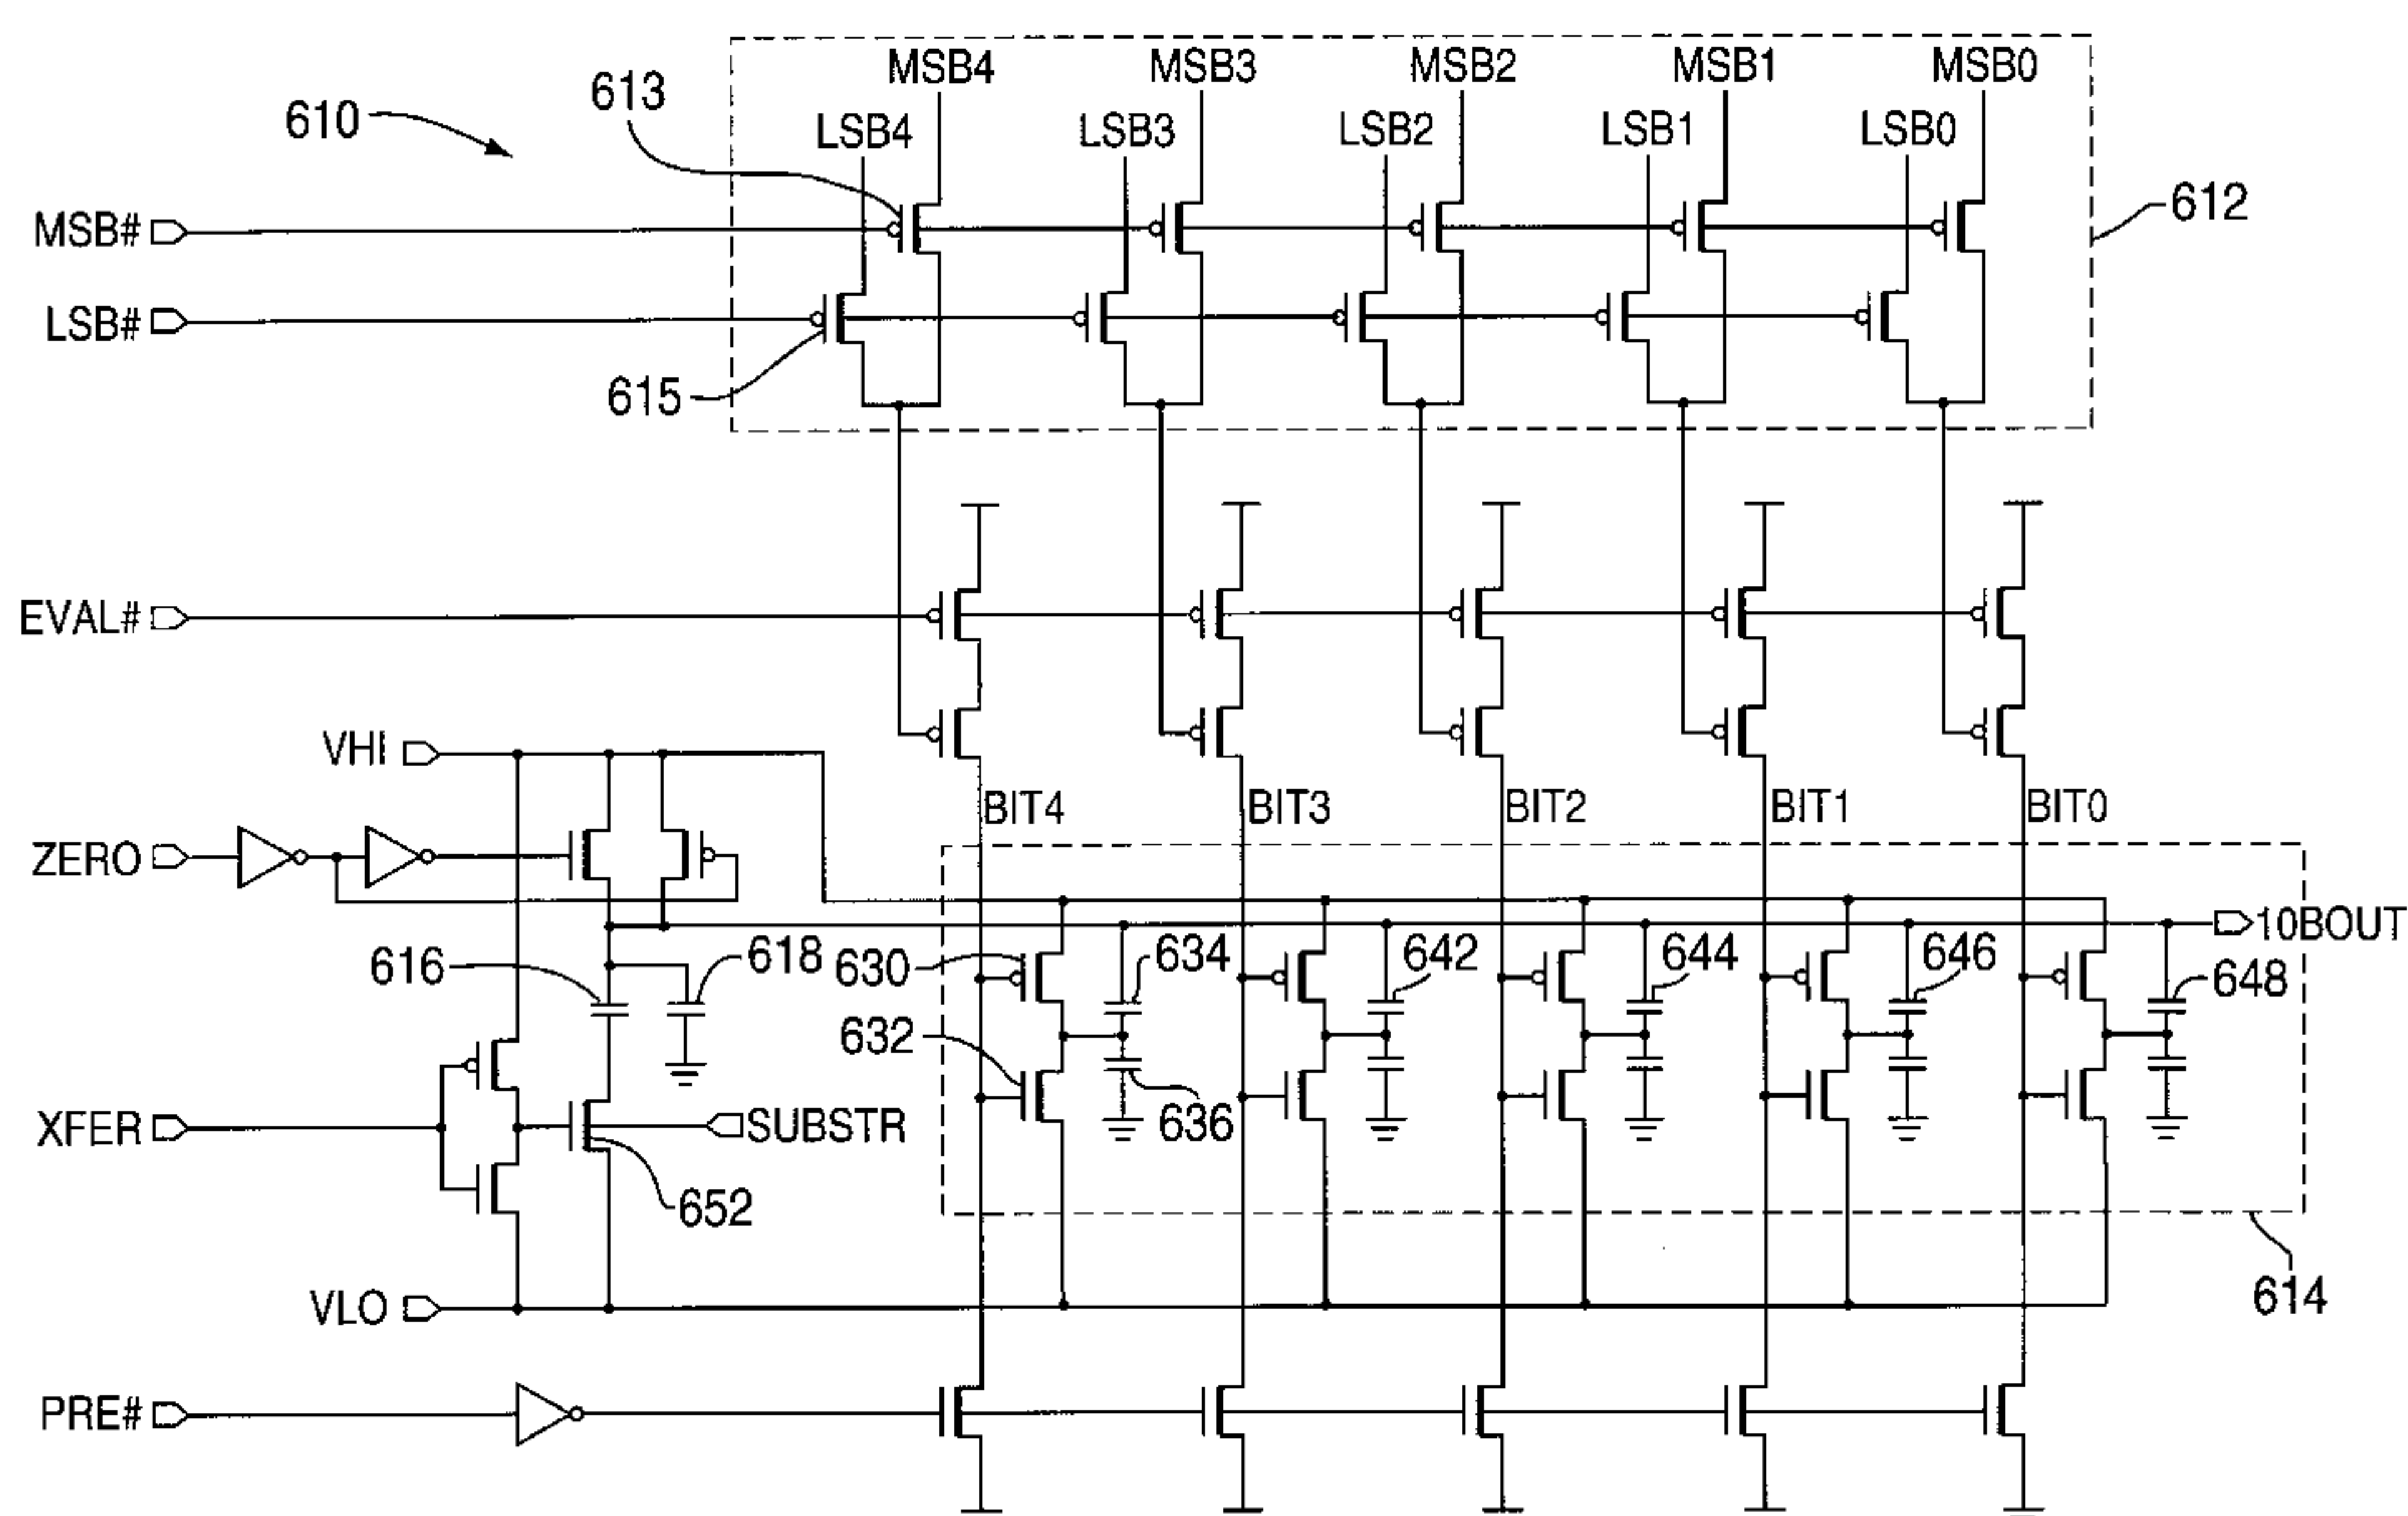 MSB4 MSB3 MSB2 MSB1 MSB0
613
610
LSB4 LSB3 LSB2 LSB1 LSB0
612
MSB#
LSB#
615
EVAL#
VHI
BIT4 BIT3 BIT2 BIT1 BIT0
ZERO
10BOUT
616 618 630 634 642 644 646 648
632
XFER
SUBSTR
636
652
VLO
614
PRE#